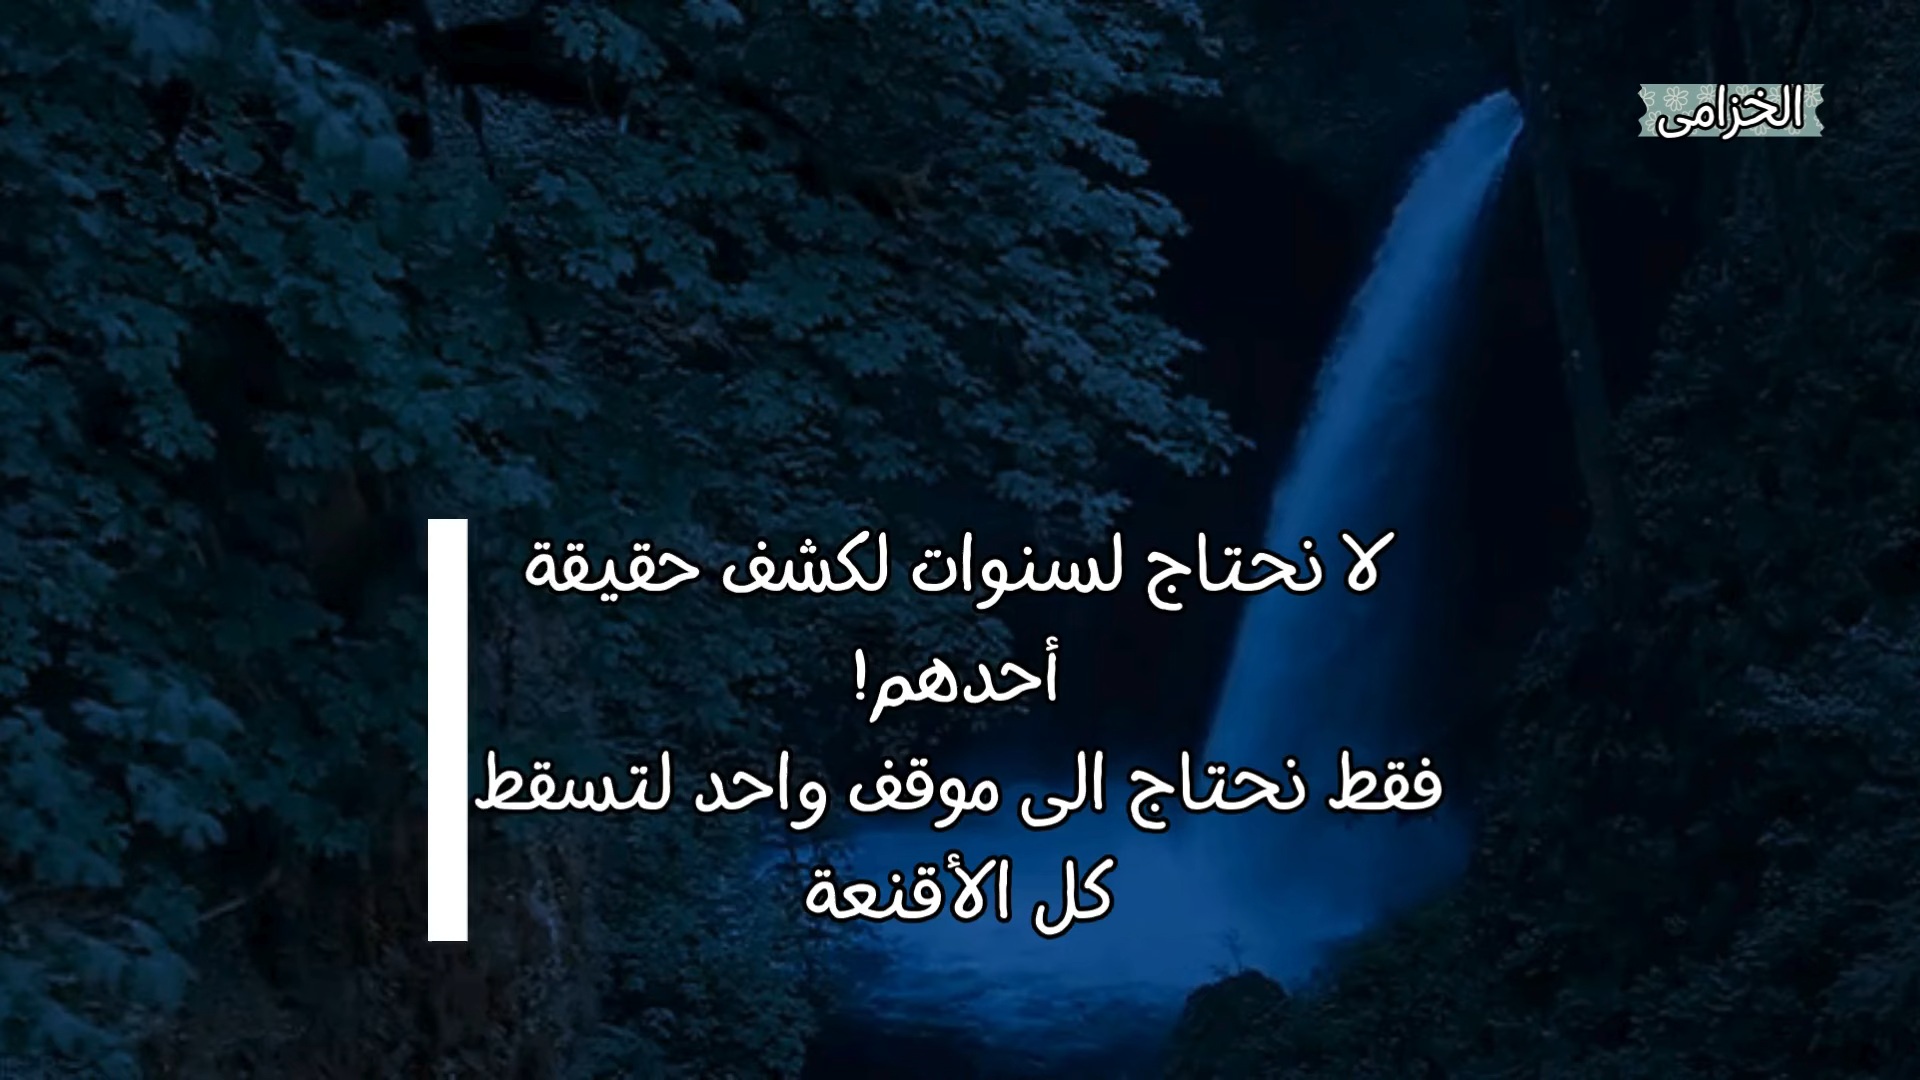 الخزامى
لا نحتاج لسنوات لكشف حقيقة
أحدهم!
فقط نحتاج الى موقف واحد لتسقط
كل الأقنعة